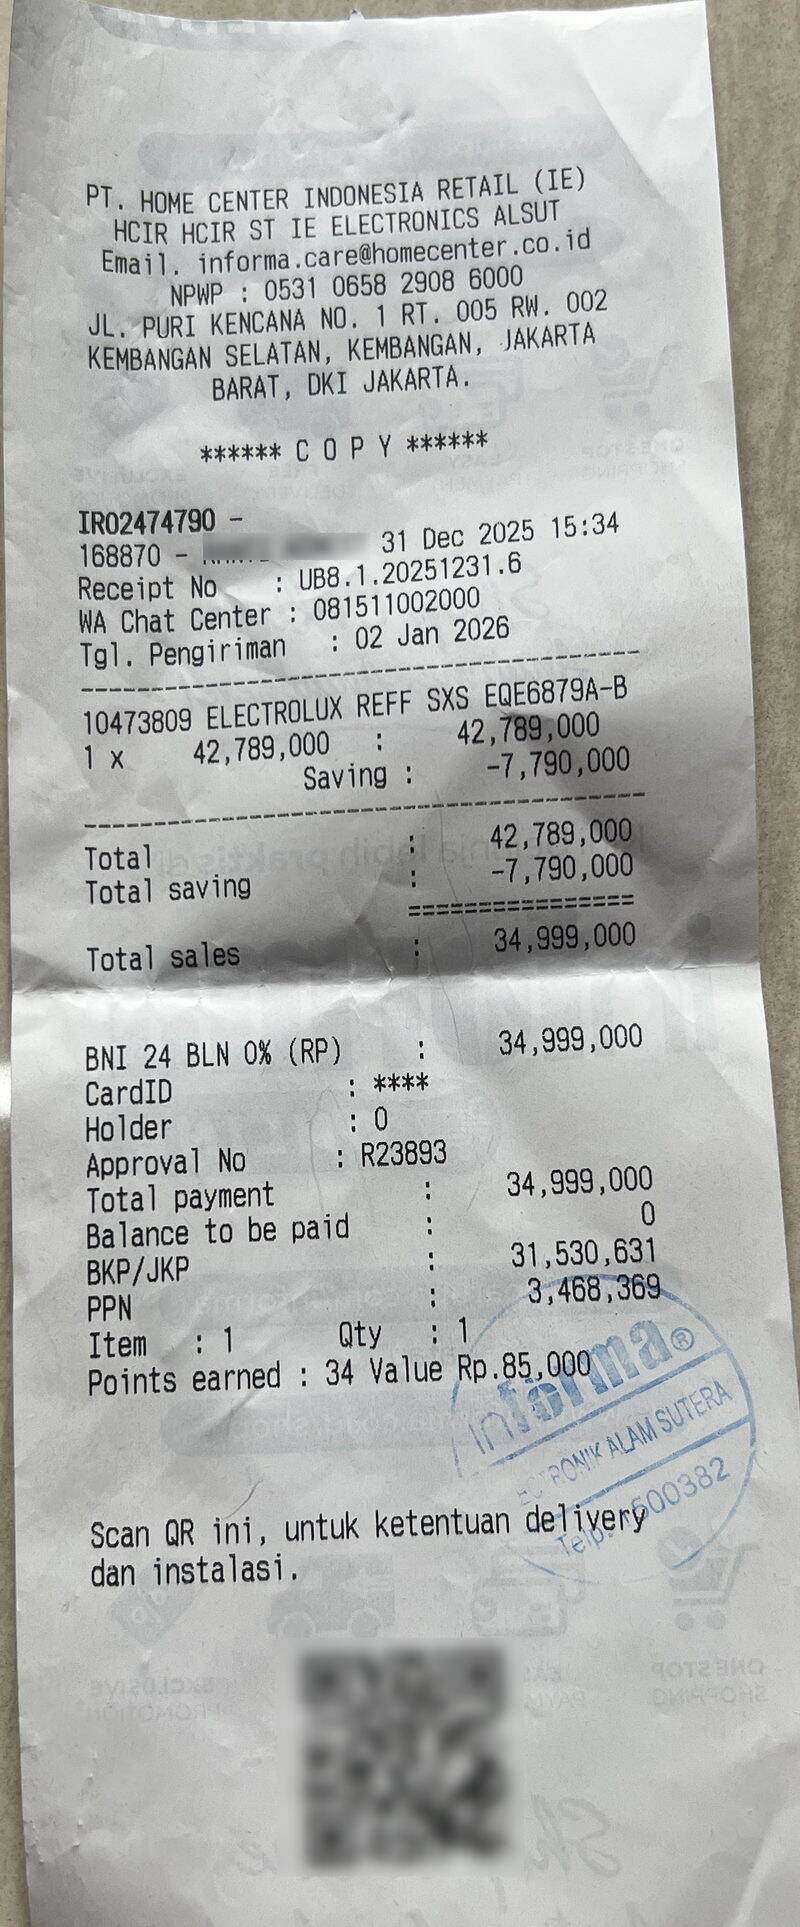 PT. HOME CENTER INDONESIA RETAIL (IE)
HCIR HCIR ST IE ELECTRONICS ALSUT
Email. informa.care@homecenter.co.id
NPWP : 0531 0658 2908 6000
JL. PURI KENCANA NO. 1 RT. 005 RW. 002
KEMBANGAN SELATAN, KEMBANGAN, JAKARTA
BARAT, DKI JAKARTA.
****** C O P Y ******
IR02474790 -
168870 - 31 Dec 2025 15:34
Receipt No : UB8.1.20251231.6
WA Chat Center : 081511002000
Tgl. Pengiriman : 02 Jan 2026
10473809 ELECTROLUX REFF SXS EQE6879A-B
1 x 42,789,000 : 42,789,000
Saving : -7,790,000
Total : 42,789,000
Total saving : -7,790,000
================
Total sales : 34,999,000
BNI 24 BLN 0% (RP) : 34,999,000
CardID : ****
Holder : 0
Approval No : R23893
Total payment : 34,999,000
Balance to be paid : 0
BKP/JKP : 31,530,631
PPN : 3,468,369
Item : 1 Qty : 1
Points earned : 34 Value Rp.85,000
informa®
ALAM SUTERA
Telp.
Scan QR ini, untuk ketentuan delivery
dan instalasi.
ONE STOP
SHOPPING